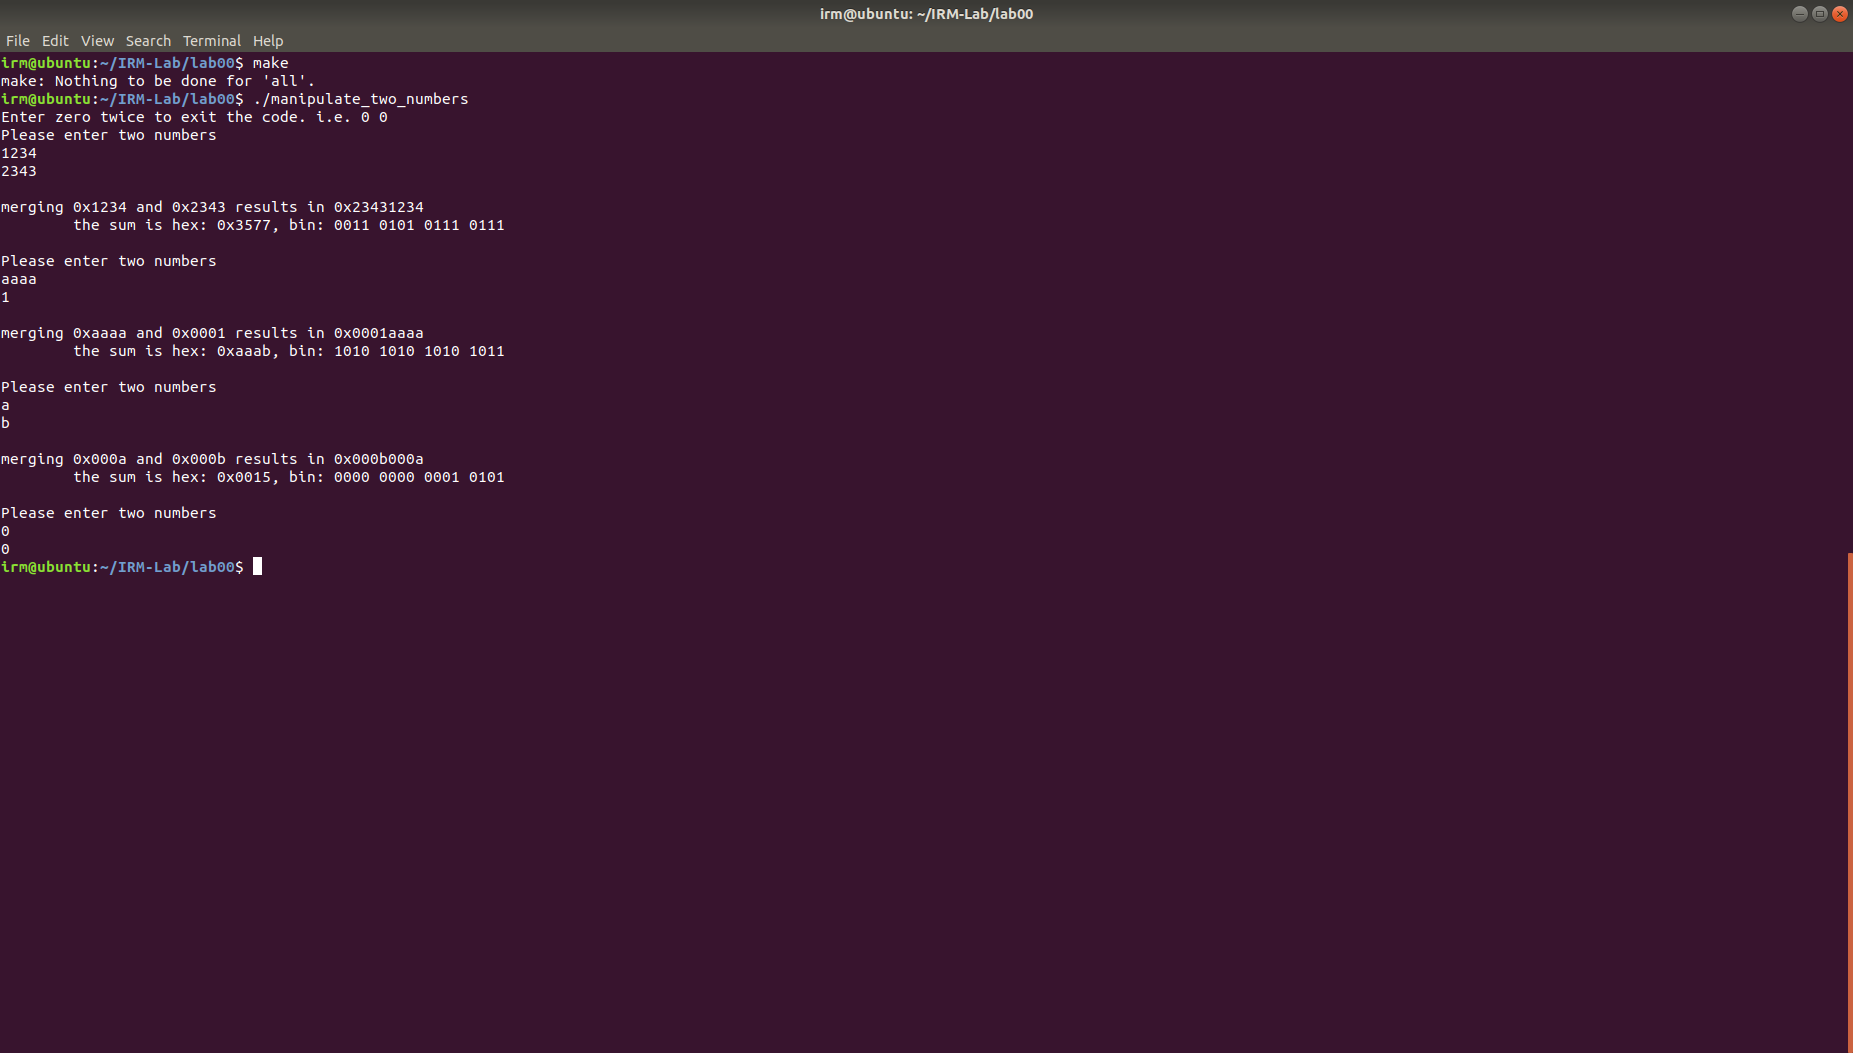 irm@ubuntu: ~/IRM-Lab/lab00
File Edit View Search Terminal Help
irm@ubuntu:~/IRM-Lab/lab00$ make
make: Nothing to be done for 'all'.
irm@ubuntu:~/IRM-Lab/lab00$ ./manipulate_two_numbers
Enter zero twice to exit the code. i.e. 0 0
Please enter two numbers
1234
2343
merging 0x1234 and 0x2343 results in 0x23431234
the sum is hex: 0x3577, bin: 0011 0101 0111 0111
Please enter two numbers
aaaa
1
merging 0xaaaa and 0x0001 results in 0x0001aaaa
the sum is hex: 0xaaab, bin: 1010 1010 1010 1011
Please enter two numbers
a
b
merging 0x000a and 0x000b results in 0x000b000a
the sum is hex: 0x0015, bin: 0000 0000 0001 0101
Please enter two numbers
0
0
irm@ubuntu:~/IRM-Lab/lab00$